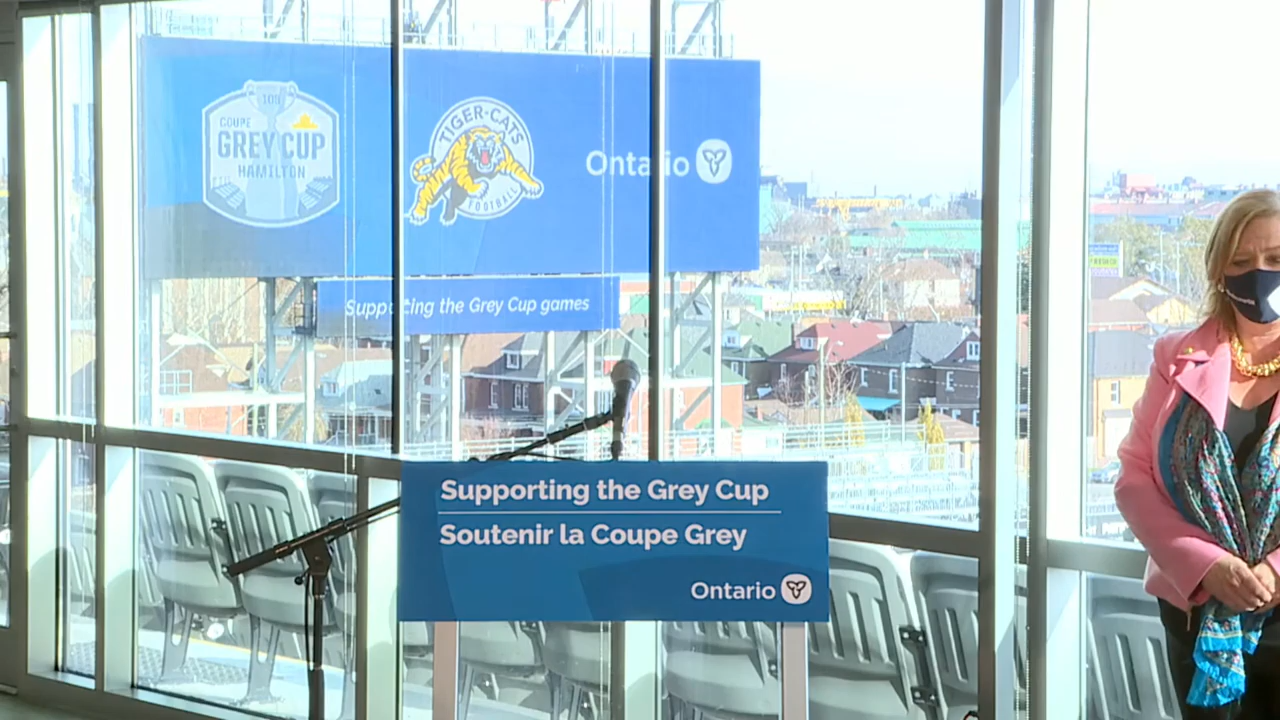 109
COUPE
GREY CUP
HAMILTON
TIGER-CATS
FOOTBALL
Ontario
Supporting the Grey Cup games
Supporting the Grey Cup
Soutenir la Coupe Grey
Ontario